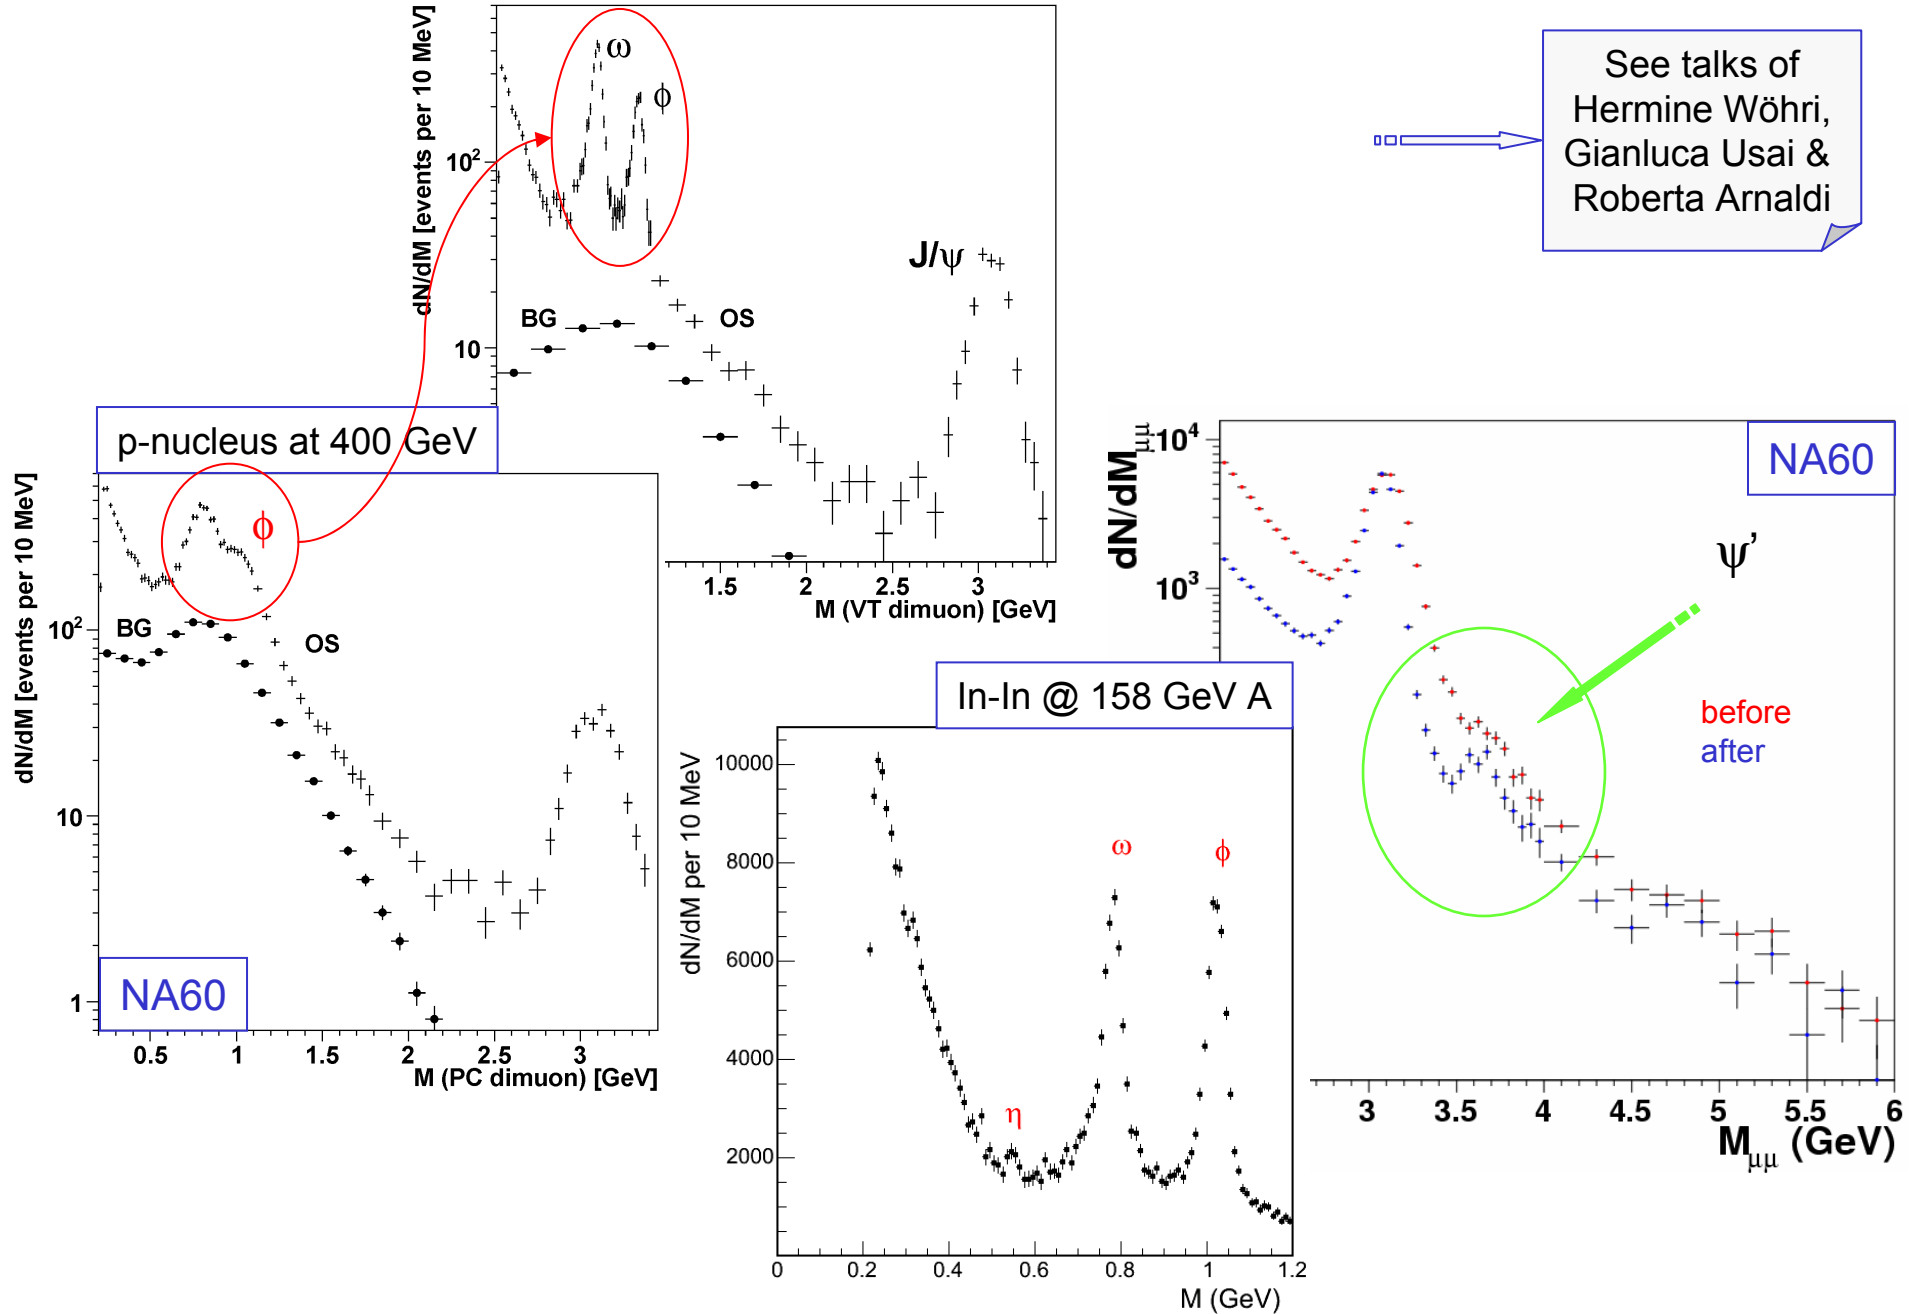 dN/dM [events per 10 MeV]
10²
10
ω
ϕ
J/ψ
BG
OS
1.5
2
2.5
3
M (VT dimuon) [GeV]
See talks of
Hermine Wöhri,
Gianluca Usai &
Roberta Arnaldi
p-nucleus at 400 GeV
dN/dM [events per 10 MeV]
10²
10
1
ϕ
BG
OS
NA60
0.5
1
1.5
2
2.5
3
M (PC dimuon) [GeV]
In-In @ 158 GeV A
dN/dM per 10 MeV
10000
8000
6000
4000
2000
η
ω
ϕ
0
0.2
0.4
0.6
0.8
1
1.2
M (GeV)
dN/dMμμ
10⁴
10³
NA60
ψ’
before
after
3
3.5
4
4.5
5
5.5
6
Mμμ (GeV)